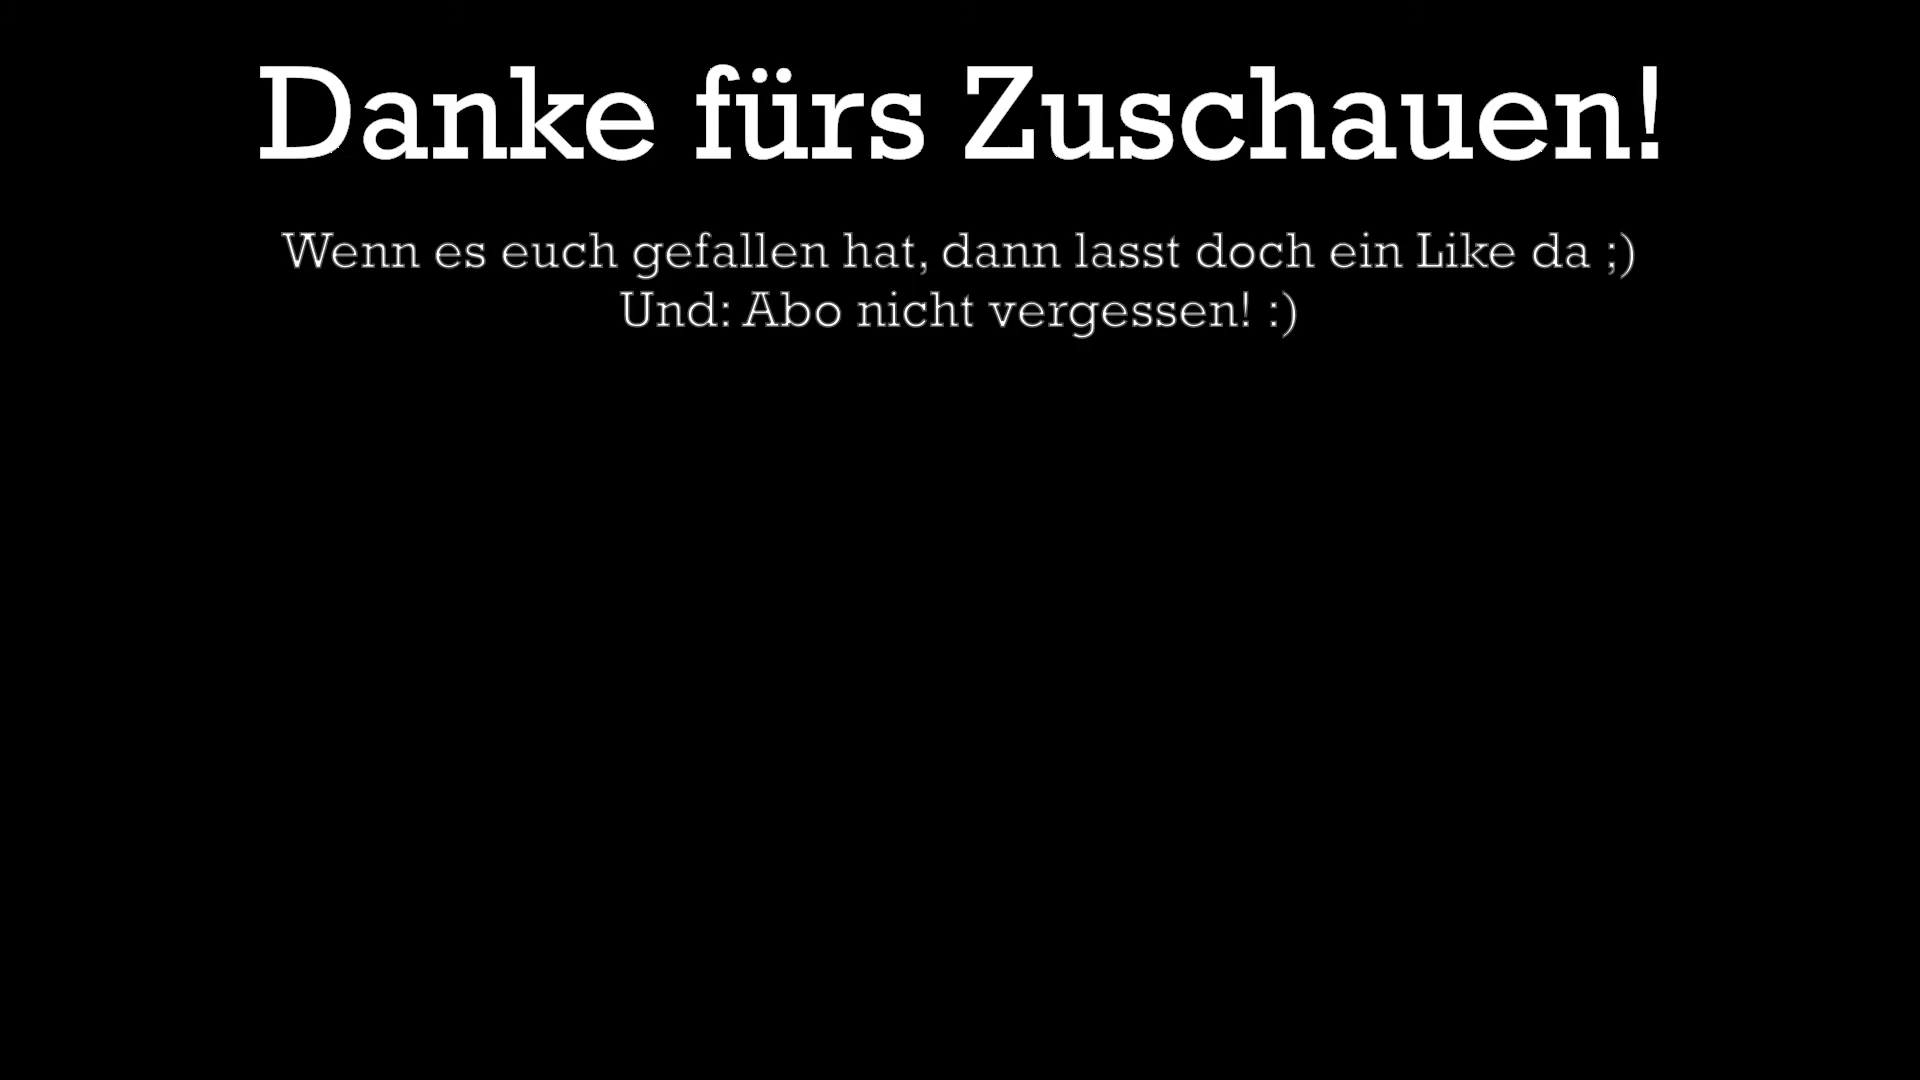 Danke fürs Zuschauen!
Wenn es euch gefallen hat, dann lasst doch ein Like da ;)
Und: Abo nicht vergessen! :)